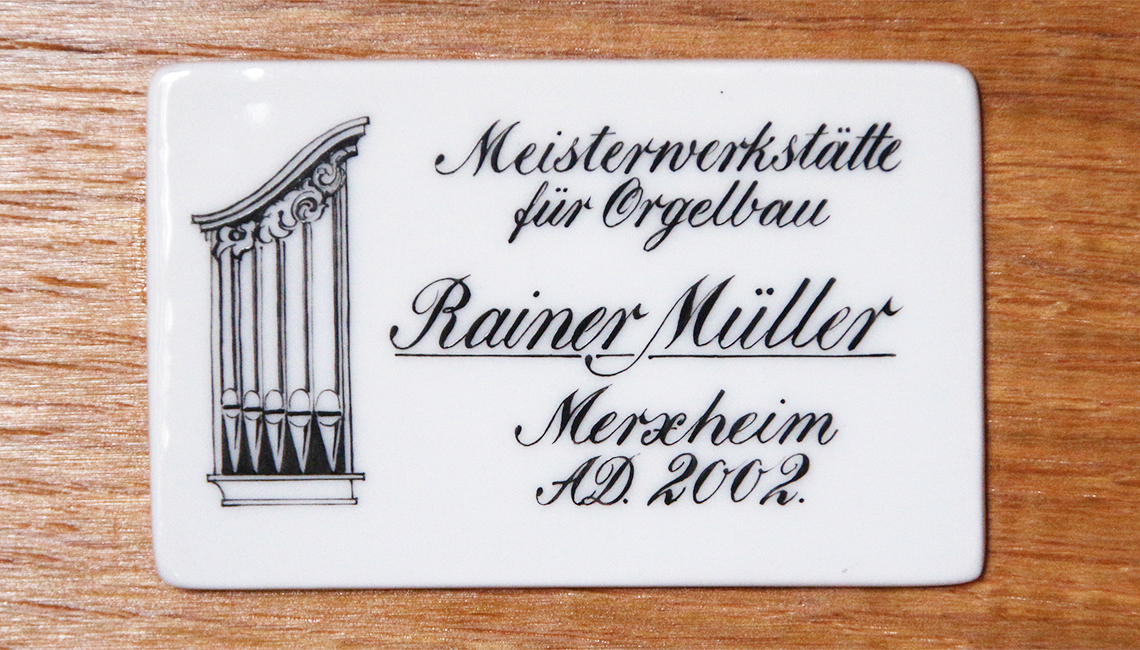 Meisterwerkstätte
für Orgelbau
Rainer Müller
Merxheim
AD. 2002.